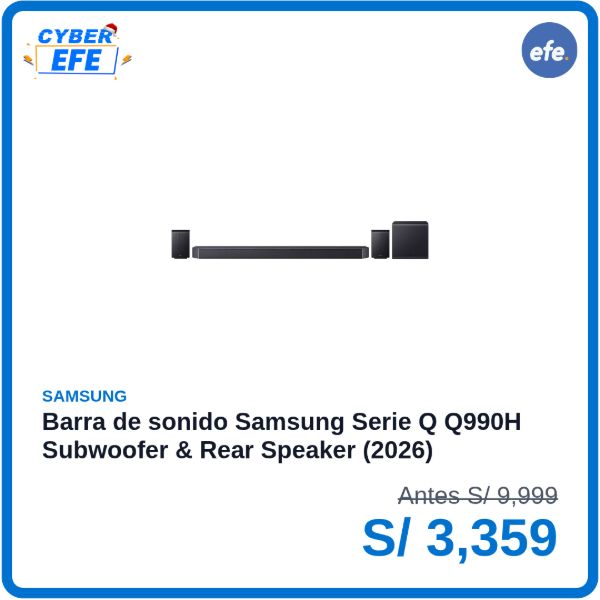 CYBER
EFE
efe.
SAMSUNG
Barra de sonido Samsung Serie Q Q990H
Subwoofer & Rear Speaker (2026)
Antes S/ 9,999
S/ 3,359